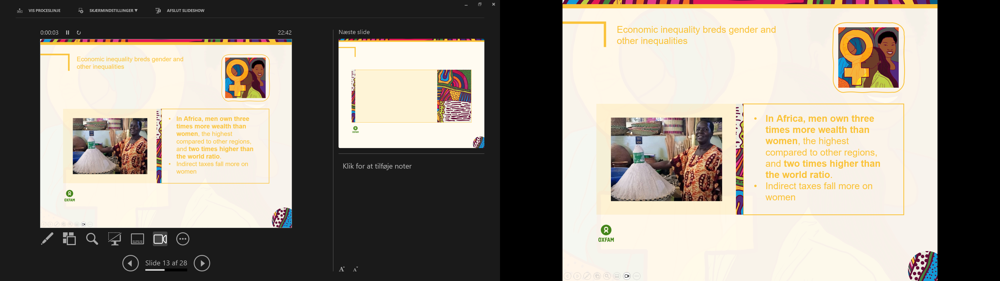 VIS PROCESLINJE
SKÆRMINDSTILLINGER ▼
AFSLUT SLIDESHOW
0:00:03
22:42
Economic inequality breds gender and
other inequalities
• In Africa, men own three
times more wealth than
women, the highest
compared to other regions,
and two times higher than
the world ratio.
• Indirect taxes fall more on
women
OXFAM
Slide 13 af 28
Næste slide
OXFAM
Klik for at tilføje noter
A A
Economic inequality breds gender and
other inequalities
BS
105
• In Africa, men own three
times more wealth than
women, the highest
compared to other regions,
and two times higher than
the world ratio.
• Indirect taxes fall more on
women
OXFAM